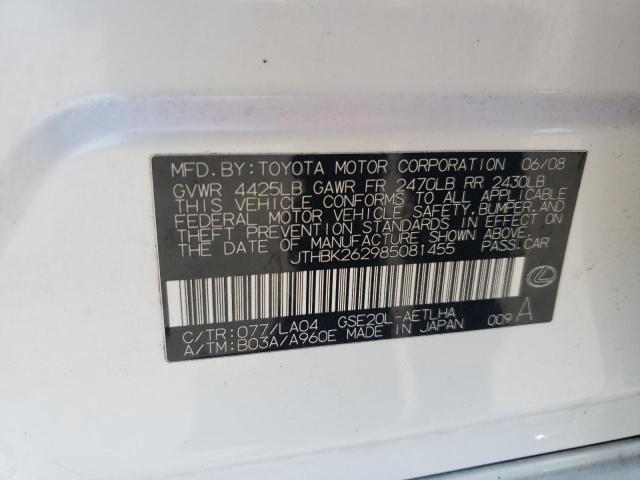 MFD. BY: TOYOTA MOTOR CORPORATION 06/08
GVWR 4425LB GAWR FR 2470LB RR 2430LB
THIS VEHICLE CONFORMS TO ALL APPLICABLE
FEDERAL MOTOR VEHICLE SAFETY, BUMPER, AND
THEFT PREVENTION STANDARDS IN EFFECT ON
THE DATE OF MANUFACTURE SHOWN ABOVE.
JTHBK262985081455 PASS. CAR
C/TR: 077/LA04 GSE20L-AETLHA
A/TM: B03A/A960E MADE IN JAPAN 009 A